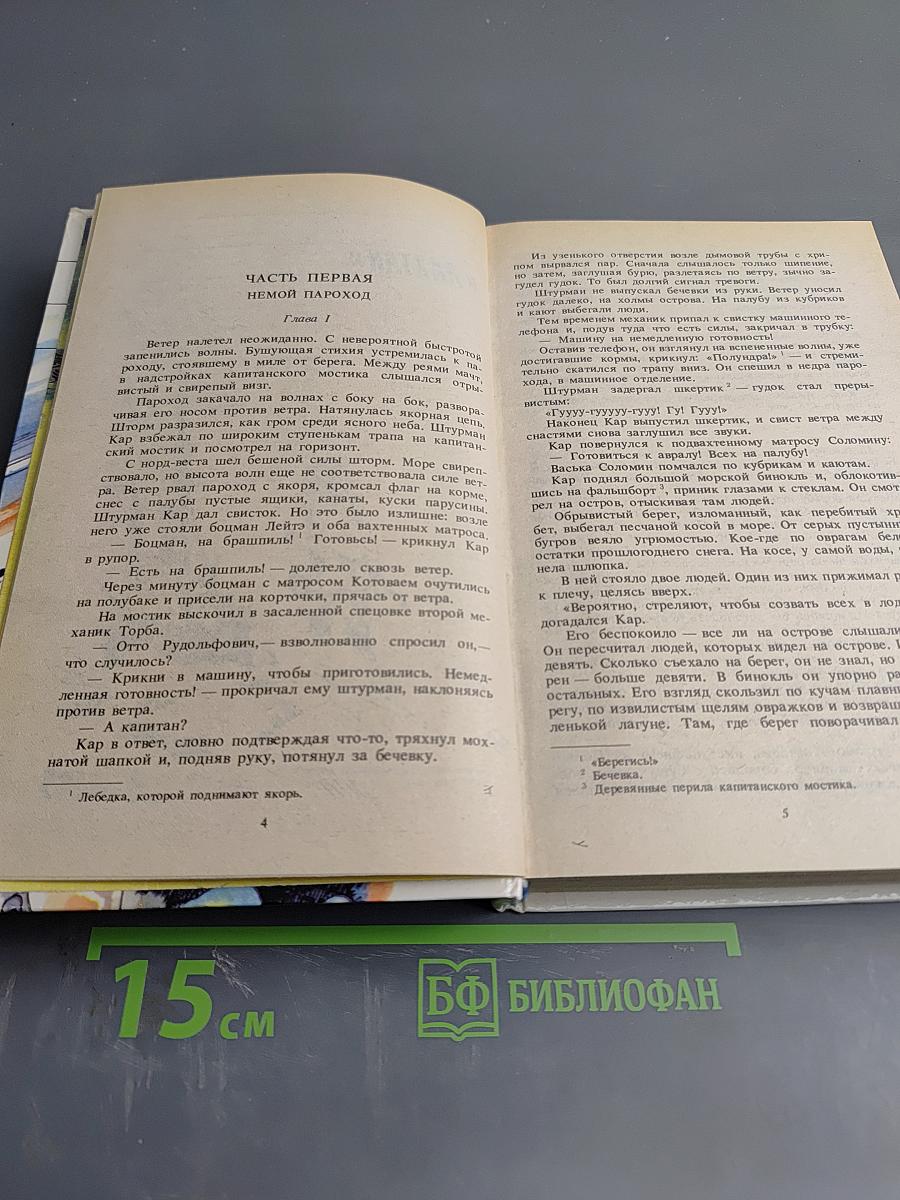 ЧАСТЬ ПЕРВАЯ
НЕМОЙ ПАРОХОД
Глава I
Ветер налетел неожиданно. С невероятной быстротой
запенились волны. Бушующая стихия устремилась к па-
роходу, стоявшему в миле от берега. Между реями мачт,
в надстройках капитанского мостика слышался отры-
вистый и свирепый визг.
Пароход закачало на волнах с боку на бок, развора-
чивая его носом против ветра. Натянулась якорная цепь.
Шторм разразился, как гром среди ясного неба. Штурман
Кар взбежал по широким ступенькам трапа на капитан-
ский мостик и посмотрел на горизонт.
С норд-веста шел бешеной силы шторм. Море свиреп-
ствовало, но высота волн еще не соответствовала силе вет-
ра. Ветер рвал пароход с якоря, кромсал флаг на корме,
снес с палубы пустые ящики, канаты, куски парусины.
Штурман Кар дал свисток. Но это было излишне: возле
него уже стояли боцман Лейтэ и оба вахтенных матроса.
— Боцман, на брашпиль! ¹ Готовьсь! — крикнул Кар
в рупор.
— Есть на брашпиль! — долетело сквозь ветер.
Через минуту боцман с матросом Котоваем очутились
на полубаке и присели на корточки, прячась от ветра.
На мостик выскочил в засаленной спецовке второй ме-
ханик Торба.
— Отто Рудольфович,— взволнованно спросил он,—
что случилось?
— Крикни в машину, чтобы приготовились. Немед-
ленная готовность! — прокричал ему штурман, наклоняясь
против ветра.
— А капитан?
Кар в ответ, словно подтверждая что-то, тряхнул мох-
натой шапкой и, подняв руку, потянул за бечевку.
¹ Лебедка, которой поднимают якорь.
4
Из узенького отверстия возле дымовой трубы с хри-
пом вырвался пар. Сначала слышалось только шипение,
но затем, заглушая бурю, разлетаясь по ветру, зычно за-
гудел гудок. То был долгий сигнал тревоги.
Штурман не выпускал бечевки из руки. Ветер уносил
гудок далеко, на холмы острова. На палубу из кубриков
и кают выбегали люди.
Тем временем механик припал к свистку машинного те-
лефона и, подув туда что есть силы, закричал в трубку:
— Машину на немедленную готовность!
Оставив телефон, он взглянул на вспененные волны, уже
достигавшие кормы, крикнул: «Полундра!» ¹ — и стреми-
тельно скатился по трапу вниз. Он спешил в недра паро-
хода, в машинное отделение.
Штурман задергал шкертик ² — гудок стал преры-
вистым:
«Гуууу-гууууу-гууу! Гу! Гууу!»
Наконец Кар выпустил шкертик, и свист ветра между
снастями снова заглушил все звуки.
Кар повернулся к подвахтенному матросу Соломину:
— Готовиться к авралу! Всех на палубу!
Васька Соломин помчался по кубрикам и каютам.
Кар поднял большой морской бинокль и, облокотив-
шись на фальшборт ³, приник глазами к стеклам. Он смот
рел на остров, отыскивая там людей.
Обрывистый берег, изломанный, как перебитый хр
бет, выбегал песчаной косой в море. От серых пустынн
бугров веяло угрюмостью. Кое-где по оврагам бел
остатки прошлогоднего снега. На косе, у самой воды,
нела шлюпка.
В ней стояло двое людей. Один из них прижимал р
к плечу, целясь вверх.
«Вероятно, стреляют, чтобы созвать всех в лод
догадался Кар.
Его беспокоило — все ли на острове слышали
Он пересчитал людей, которых видел на острове.
девять. Сколько съехало на берег, он не знал, но
рен — больше девяти. В бинокль он упорно ра
остальных. Его взгляд скользил по кучам плавни
регу, по извилистым щелям овражков и возвращ
ленькой лагуне. Там, где берег поворачивал
¹ «Берегись!»
² Бечевка.
³ Деревянные перила капитанского мостика.
5
15 см
БФ БИБЛИОФАН